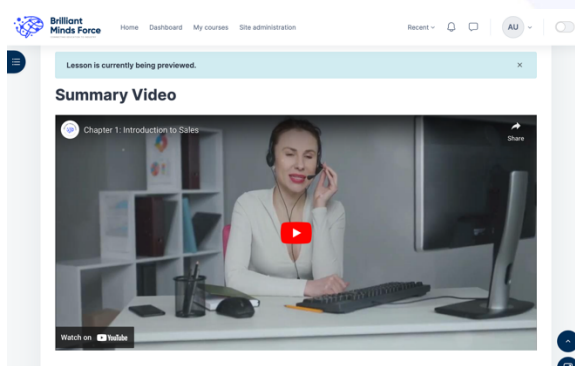 Brilliant
Minds Force
Home Dashboard My courses Site administration
Recent
AU
Lesson is currently being previewed.
Summary Video
Chapter 1: Introduction to Sales
Share
Watch on YouTube